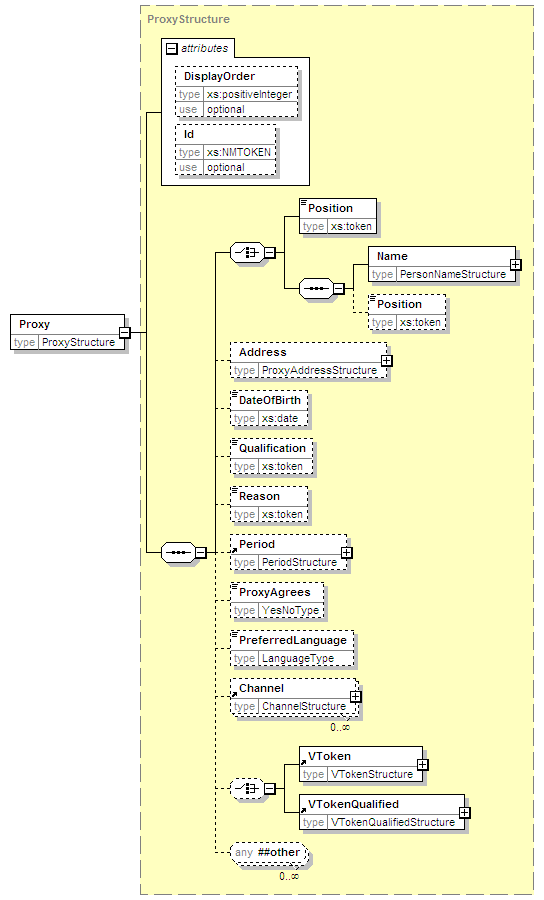 ProxyStructure
attributes
DisplayOrder
type xs:positiveInteger
use optional
Id
type xs:NMTOKEN
use optional
Position
type xs:token
Name
type PersonNameStructure
Position
type xs:token
Proxy
type ProxyStructure
Address
type ProxyAddressStructure
DateOfBirth
type xs:date
Qualification
type xs:token
Reason
type xs:token
Period
type PeriodStructure
ProxyAgrees
type YesNoType
PreferredLanguage
type LanguageType
Channel
type ChannelStructure
0..∞
VToken
type VTokenStructure
VTokenQualified
type VTokenQualifiedStructure
any ##other
0..∞